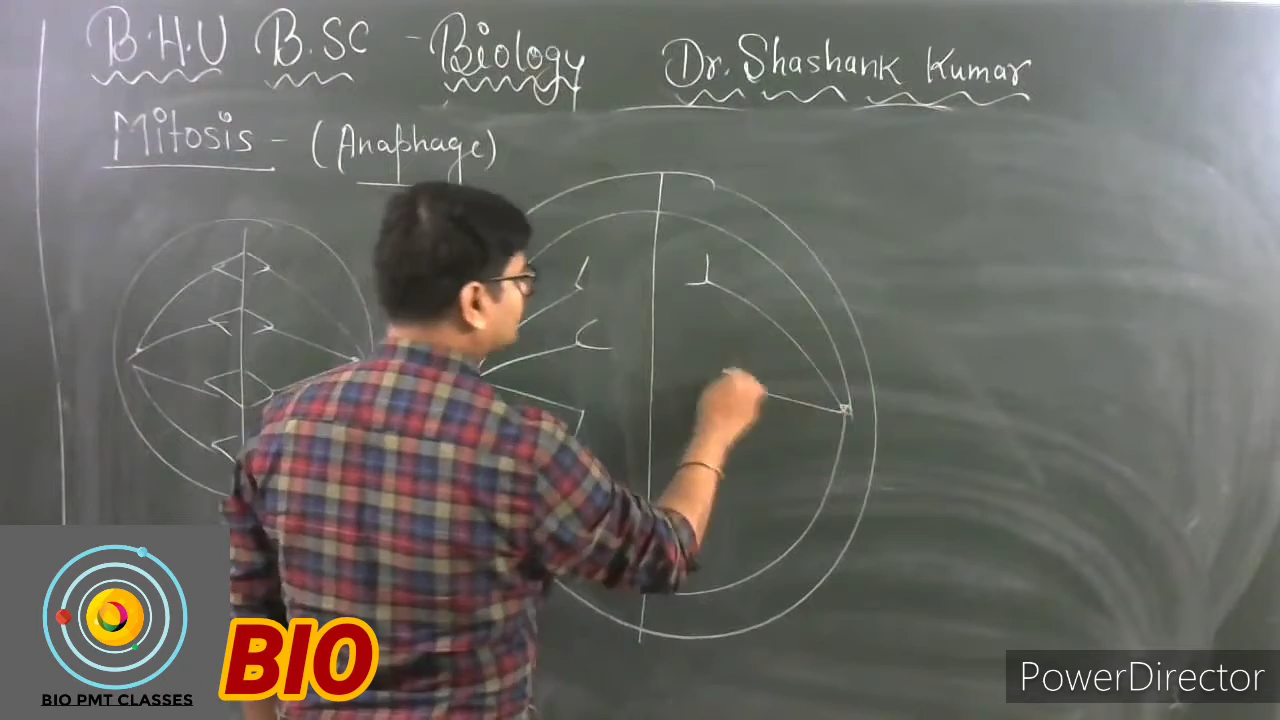 B.H.U B.SC - Biology Dr. Shashank Kumar
Mitosis - (Anaphage)
BIO
BIO PMT CLASSES
PowerDirector